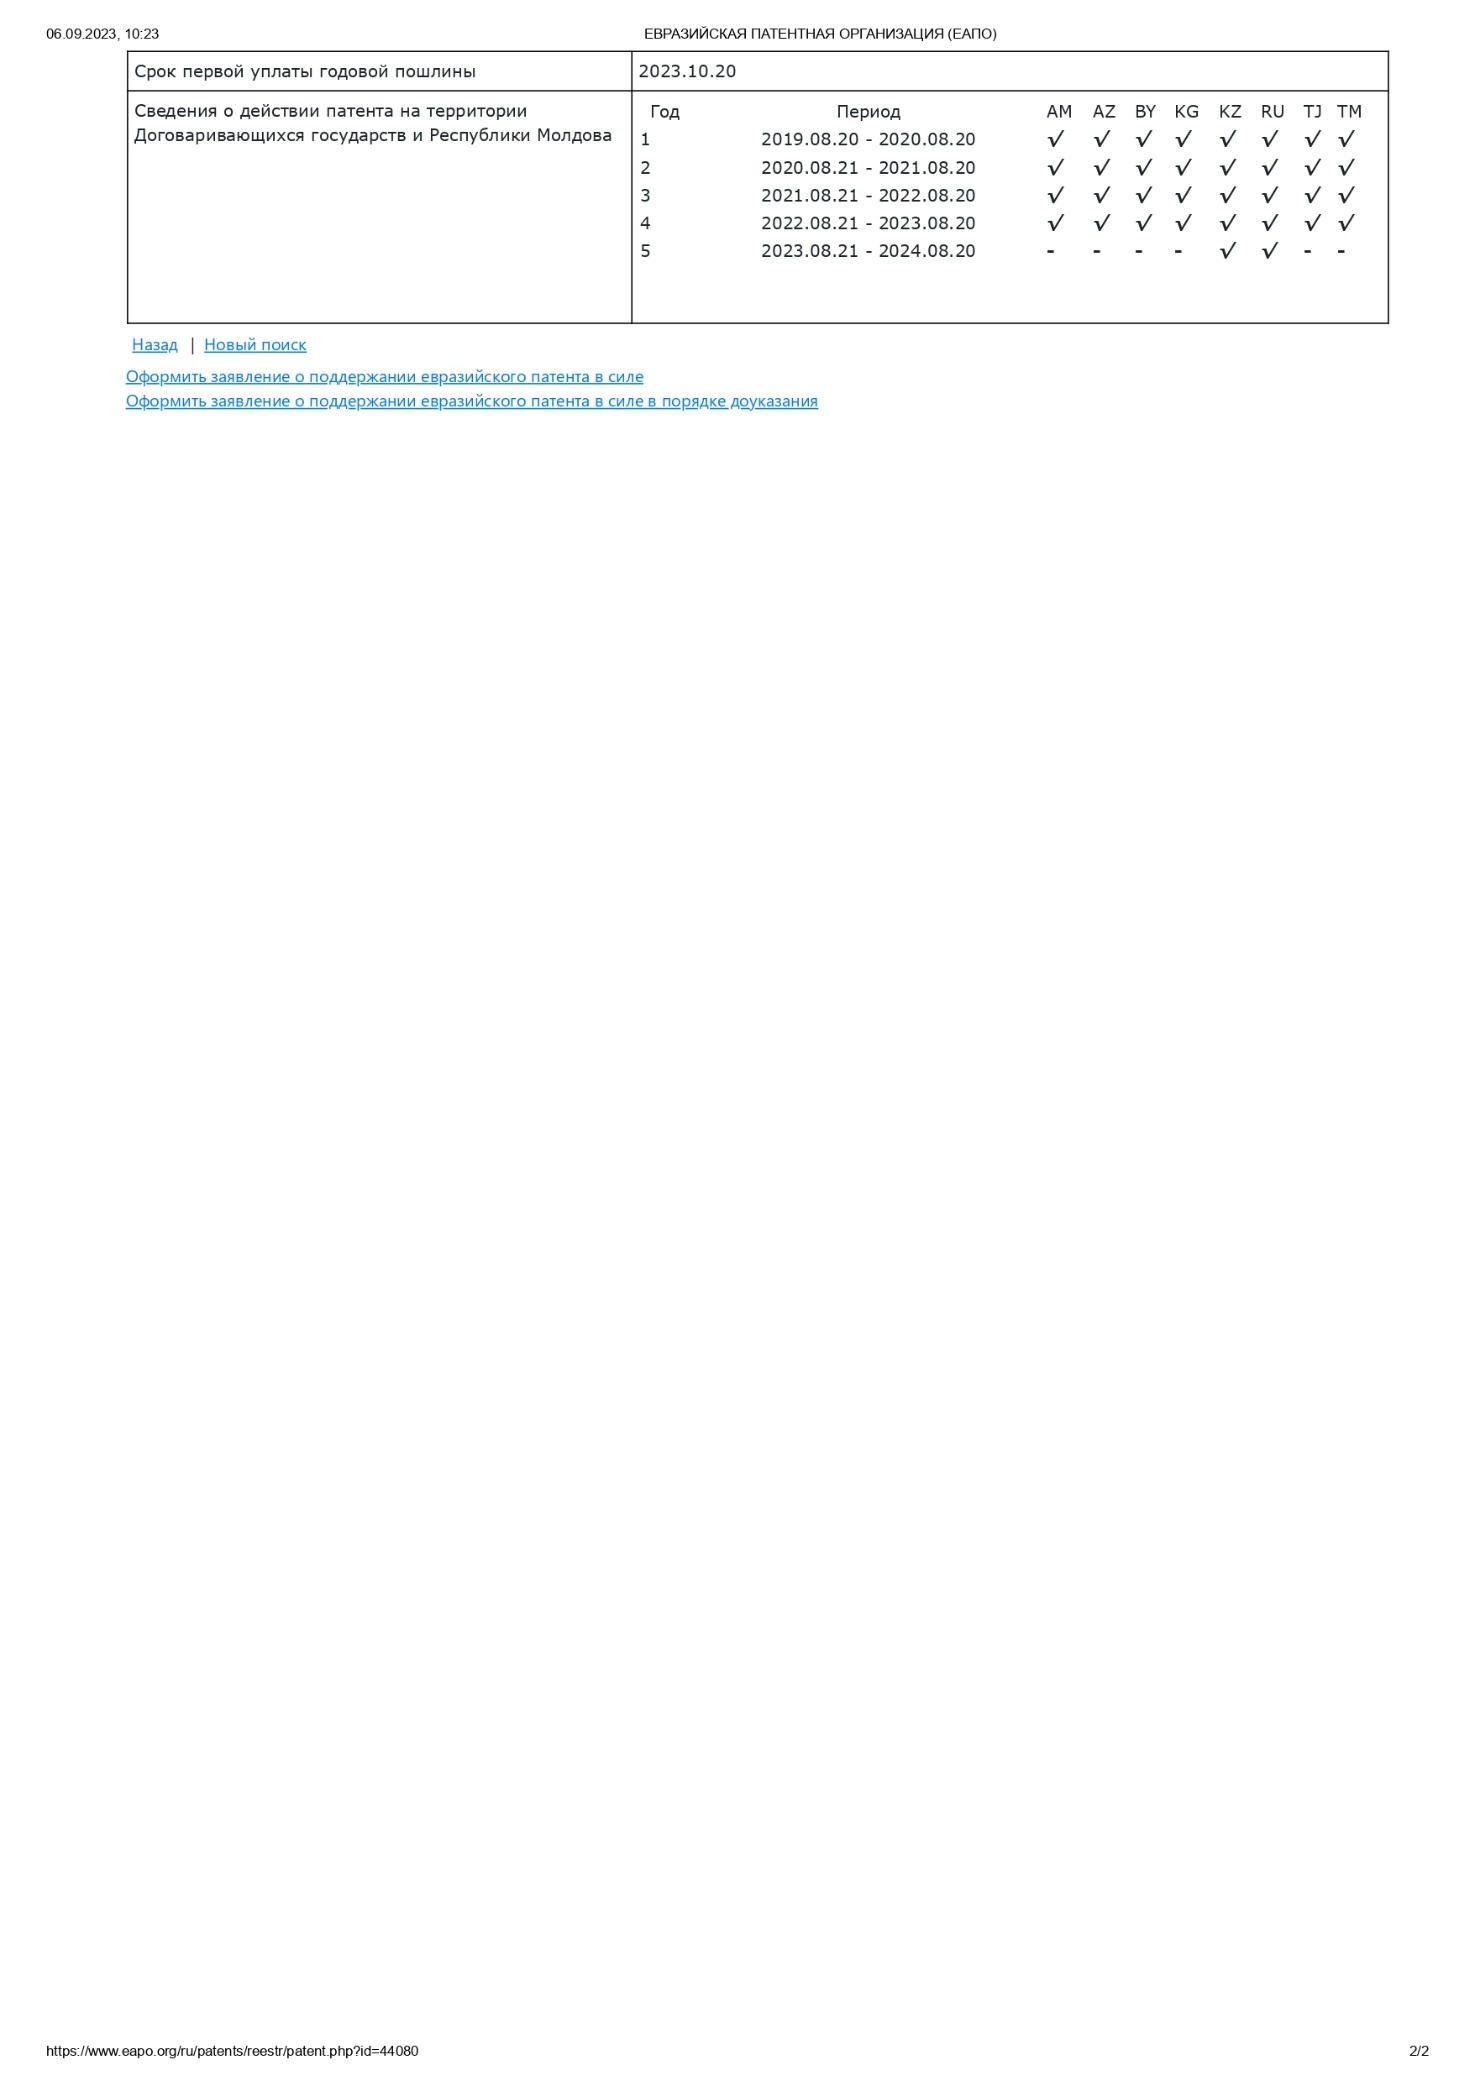 06.09.2023, 10:23 ЕВРАЗИЙСКАЯ ПАТЕНТНАЯ ОРГАНИЗАЦИЯ (ЕАПО)
Срок первой уплаты годовой пошлины 2023.10.20
Сведения о действии патента на территории
Договаривающихся государств и Республики Молдова
Год Период AM AZ BY KG KZ RU TJ TM
1 2019.08.20 - 2020.08.20 √ √ √ √ √ √ √ √
2 2020.08.21 - 2021.08.20 √ √ √ √ √ √ √ √
3 2021.08.21 - 2022.08.20 √ √ √ √ √ √ √ √
4 2022.08.21 - 2023.08.20 √ √ √ √ √ √ √ √
5 2023.08.21 - 2024.08.20 - - - - √ √ - -
Назад | Новый поиск
Оформить заявление о поддержании евразийского патента в силе
Оформить заявление о поддержании евразийского патента в силе в порядке доуказания
https://www.eapo.org/ru/patents/reestr/patent.php?id=44080 2/2